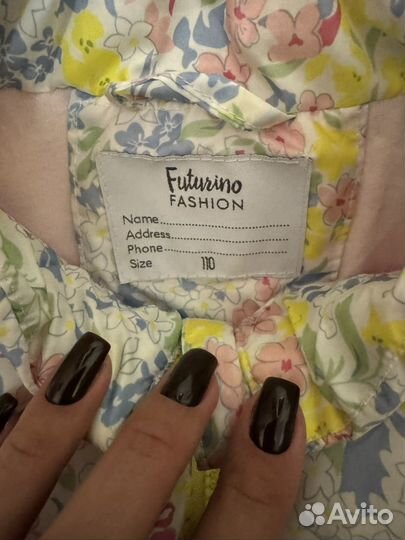 Futurino
FASHION
Name
Address
Phone
Size 110
Avito